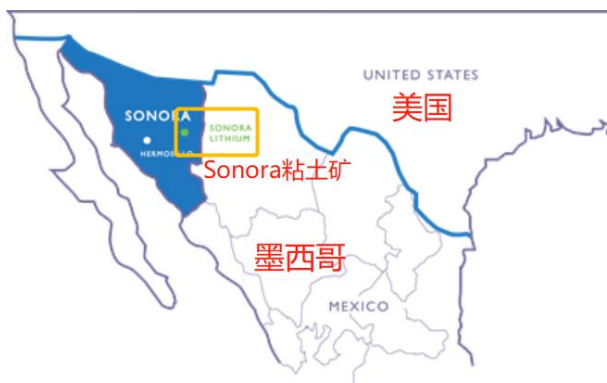 UNITED STATES
美国
SONORA
SONORA
LITHIUM
HERMOSILLO
Sonora粘土矿
墨西哥
MEXICO